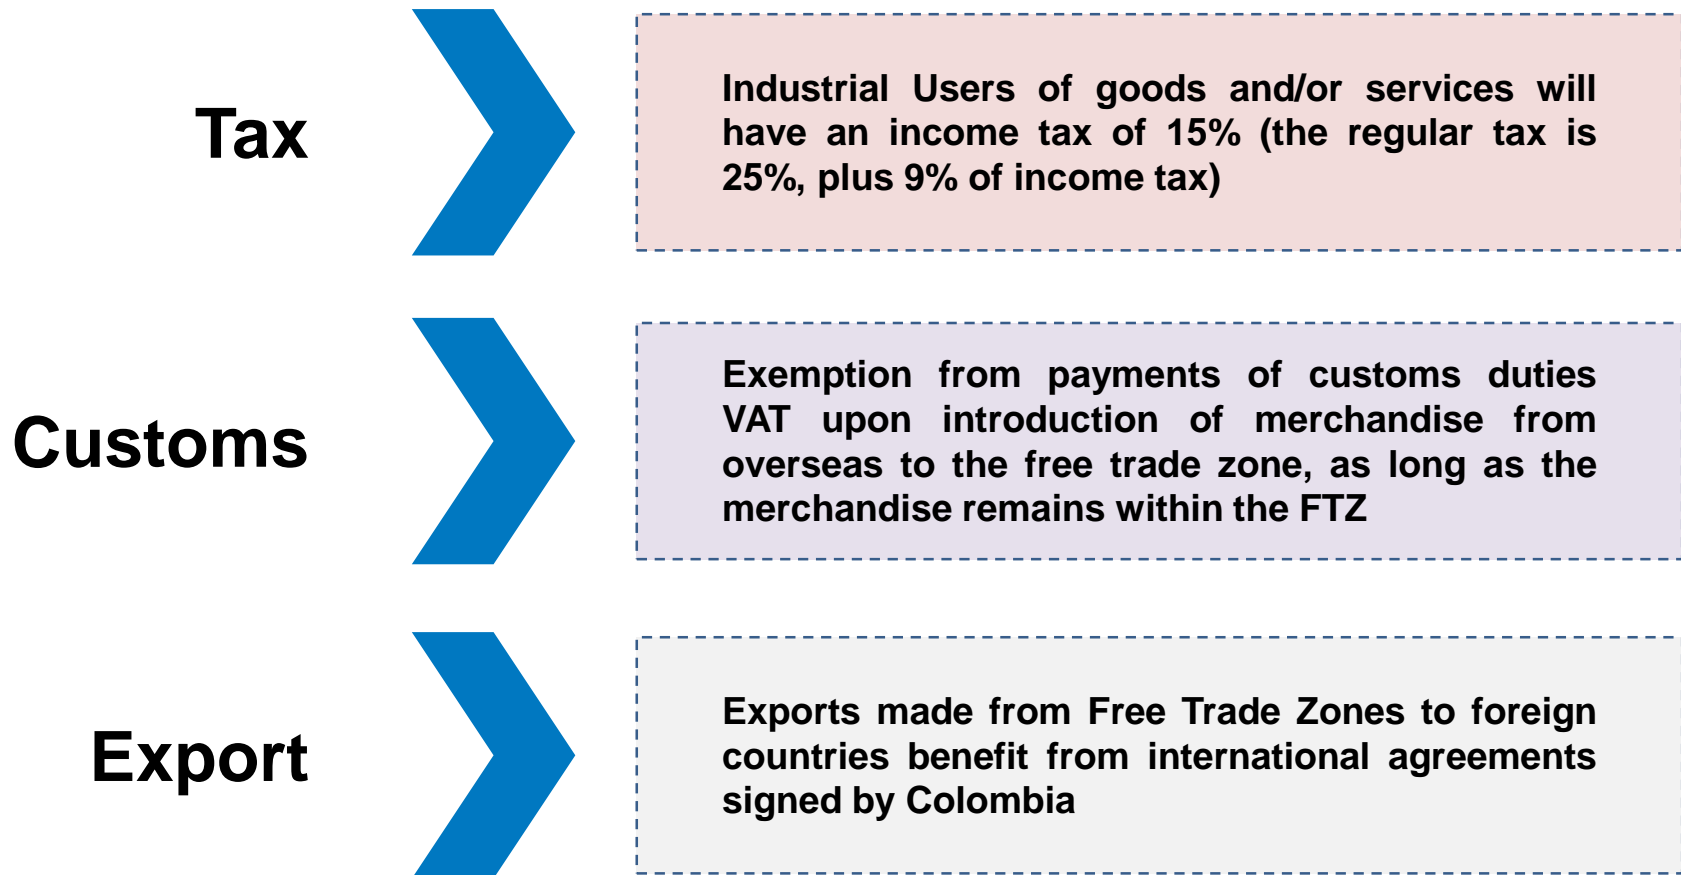 Tax
Industrial Users of goods and/or services will
have an income tax of 15% (the regular tax is
25%, plus 9% of income tax)
Customs
Exemption from payments of customs duties
VAT upon introduction of merchandise from
overseas to the free trade zone, as long as the
merchandise remains within the FTZ
Export
Exports made from Free Trade Zones to foreign
countries benefit from international agreements
signed by Colombia